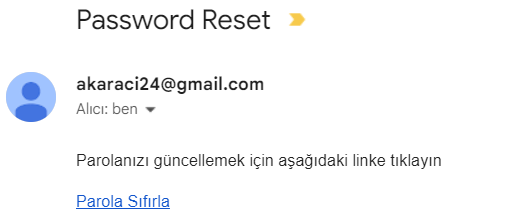 Password Reset
akaraci24@gmail.com
Alıcı: ben
Parolanızı güncellemek için aşağıdaki linke tıklayın
Parola Sıfırla